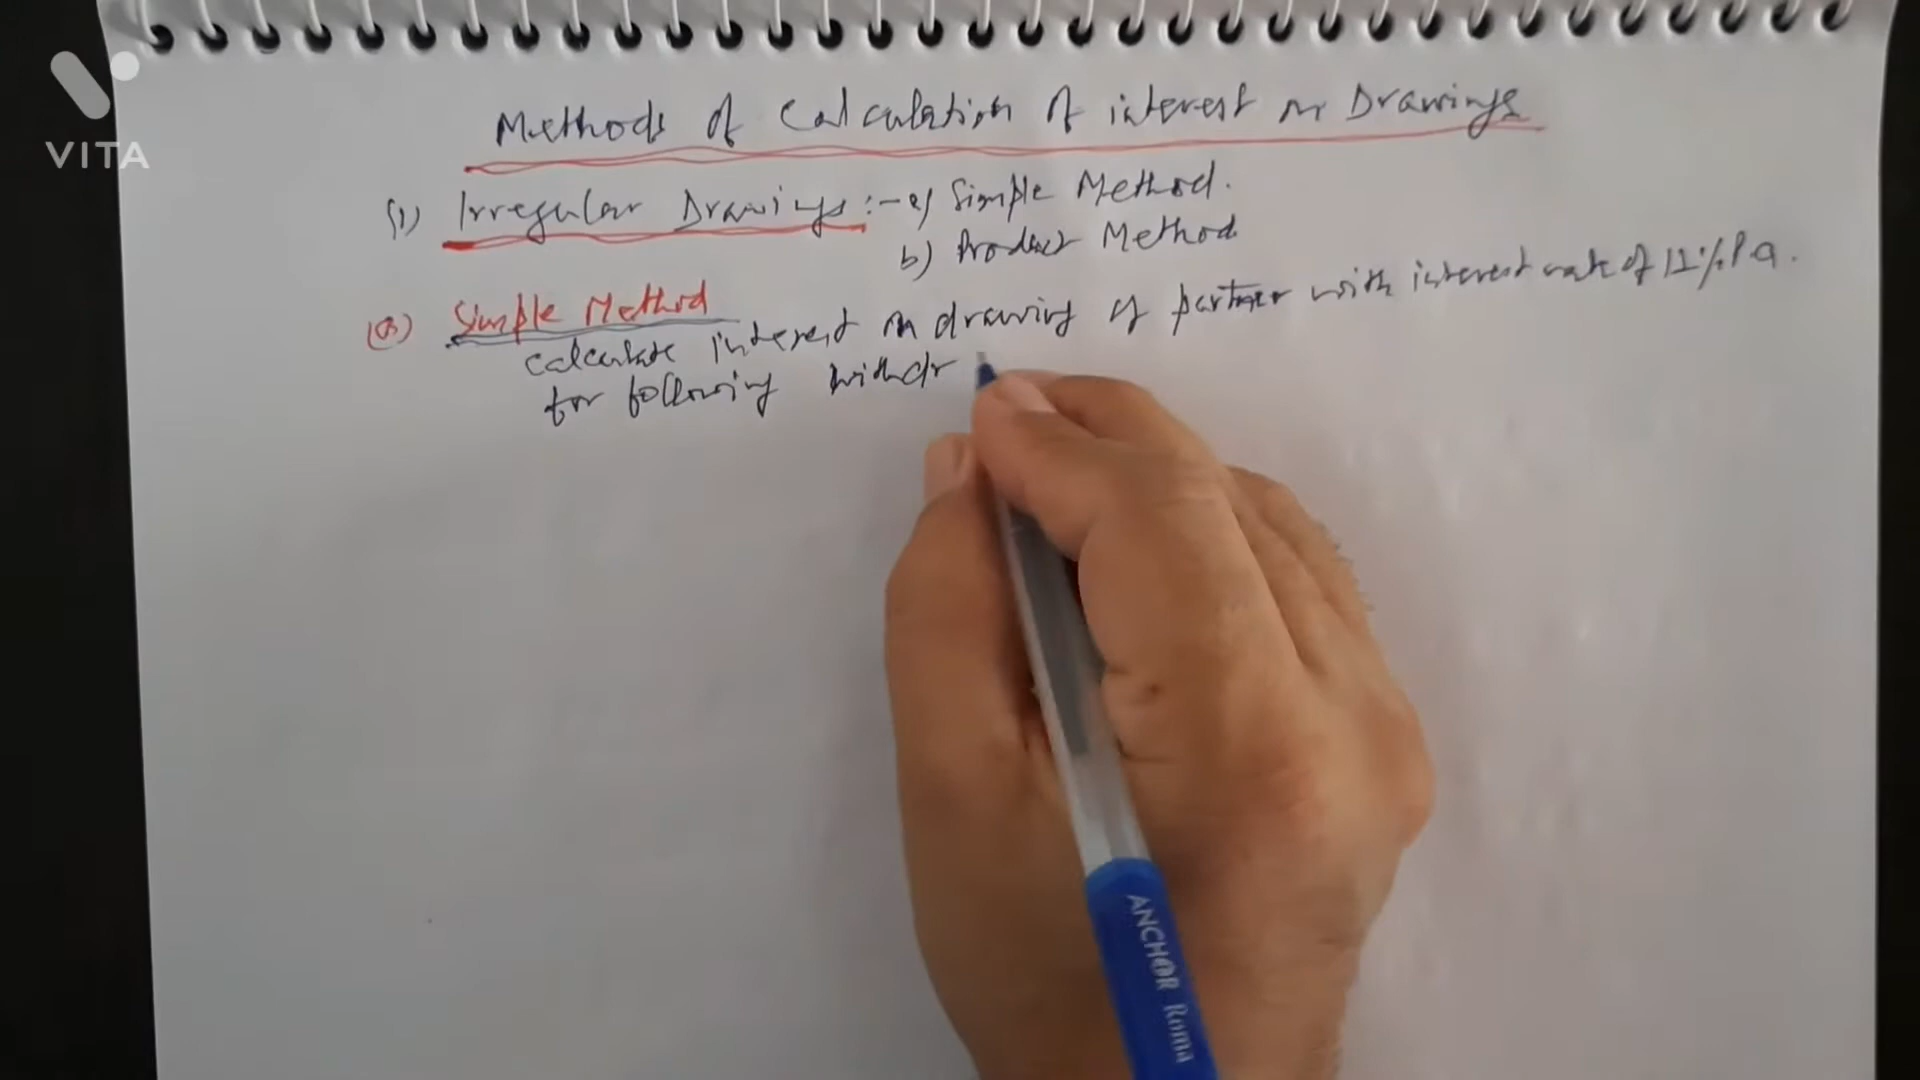 VITA
Methods of Calculation of interest on Drawings
(1) Irregular Drawings :- a) Simple Method.
b) Product Method
(a) Simple Method
calculate interest on drawing of partner with interest rate of 12% P.a.
for following withdr
ANCHOR Roma